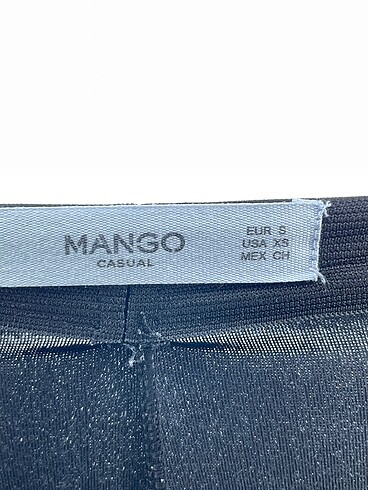 MANGO
CASUAL
EUR S
USA XS
MEX CH